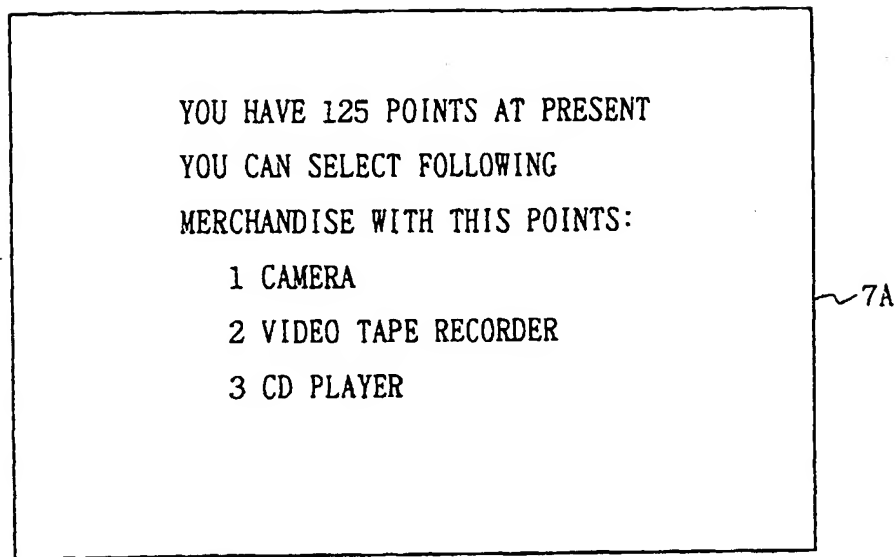 YOU HAVE 125 POINTS AT PRESENT
YOU CAN SELECT FOLLOWING
MERCHANDISE WITH THIS POINTS:
1 CAMERA
2 VIDEO TAPE RECORDER
3 CD PLAYER
7A